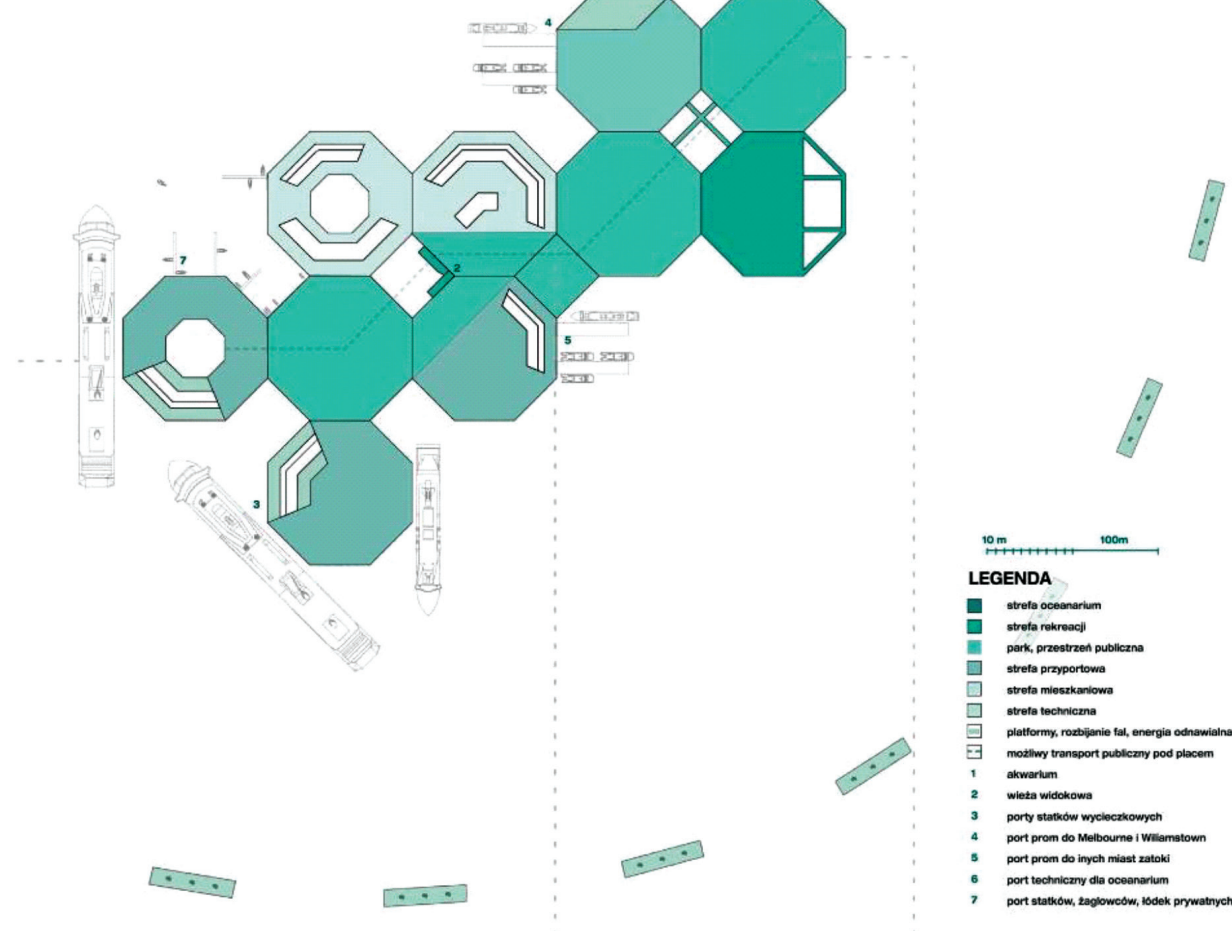 4
7
2
5
3
10 m 100m
LEGENDA
strefa oceanarium
strefa rekreacji
park, przestrzeń publiczna
strefa przyportowa
strefa mieszkaniowa
strefa techniczna
platformy, rozbijanie fal, energia odnawialna
możliwy transport publiczny pod placem
1 akwarium
2 wieża widokowa
3 porty statków wycieczkowych
4 port prom do Melbourne i Wiliamstown
5 port prom do inych miast zatoki
6 port techniczny dla oceanarium
7 port statków, żaglowców, łódek prywatnych